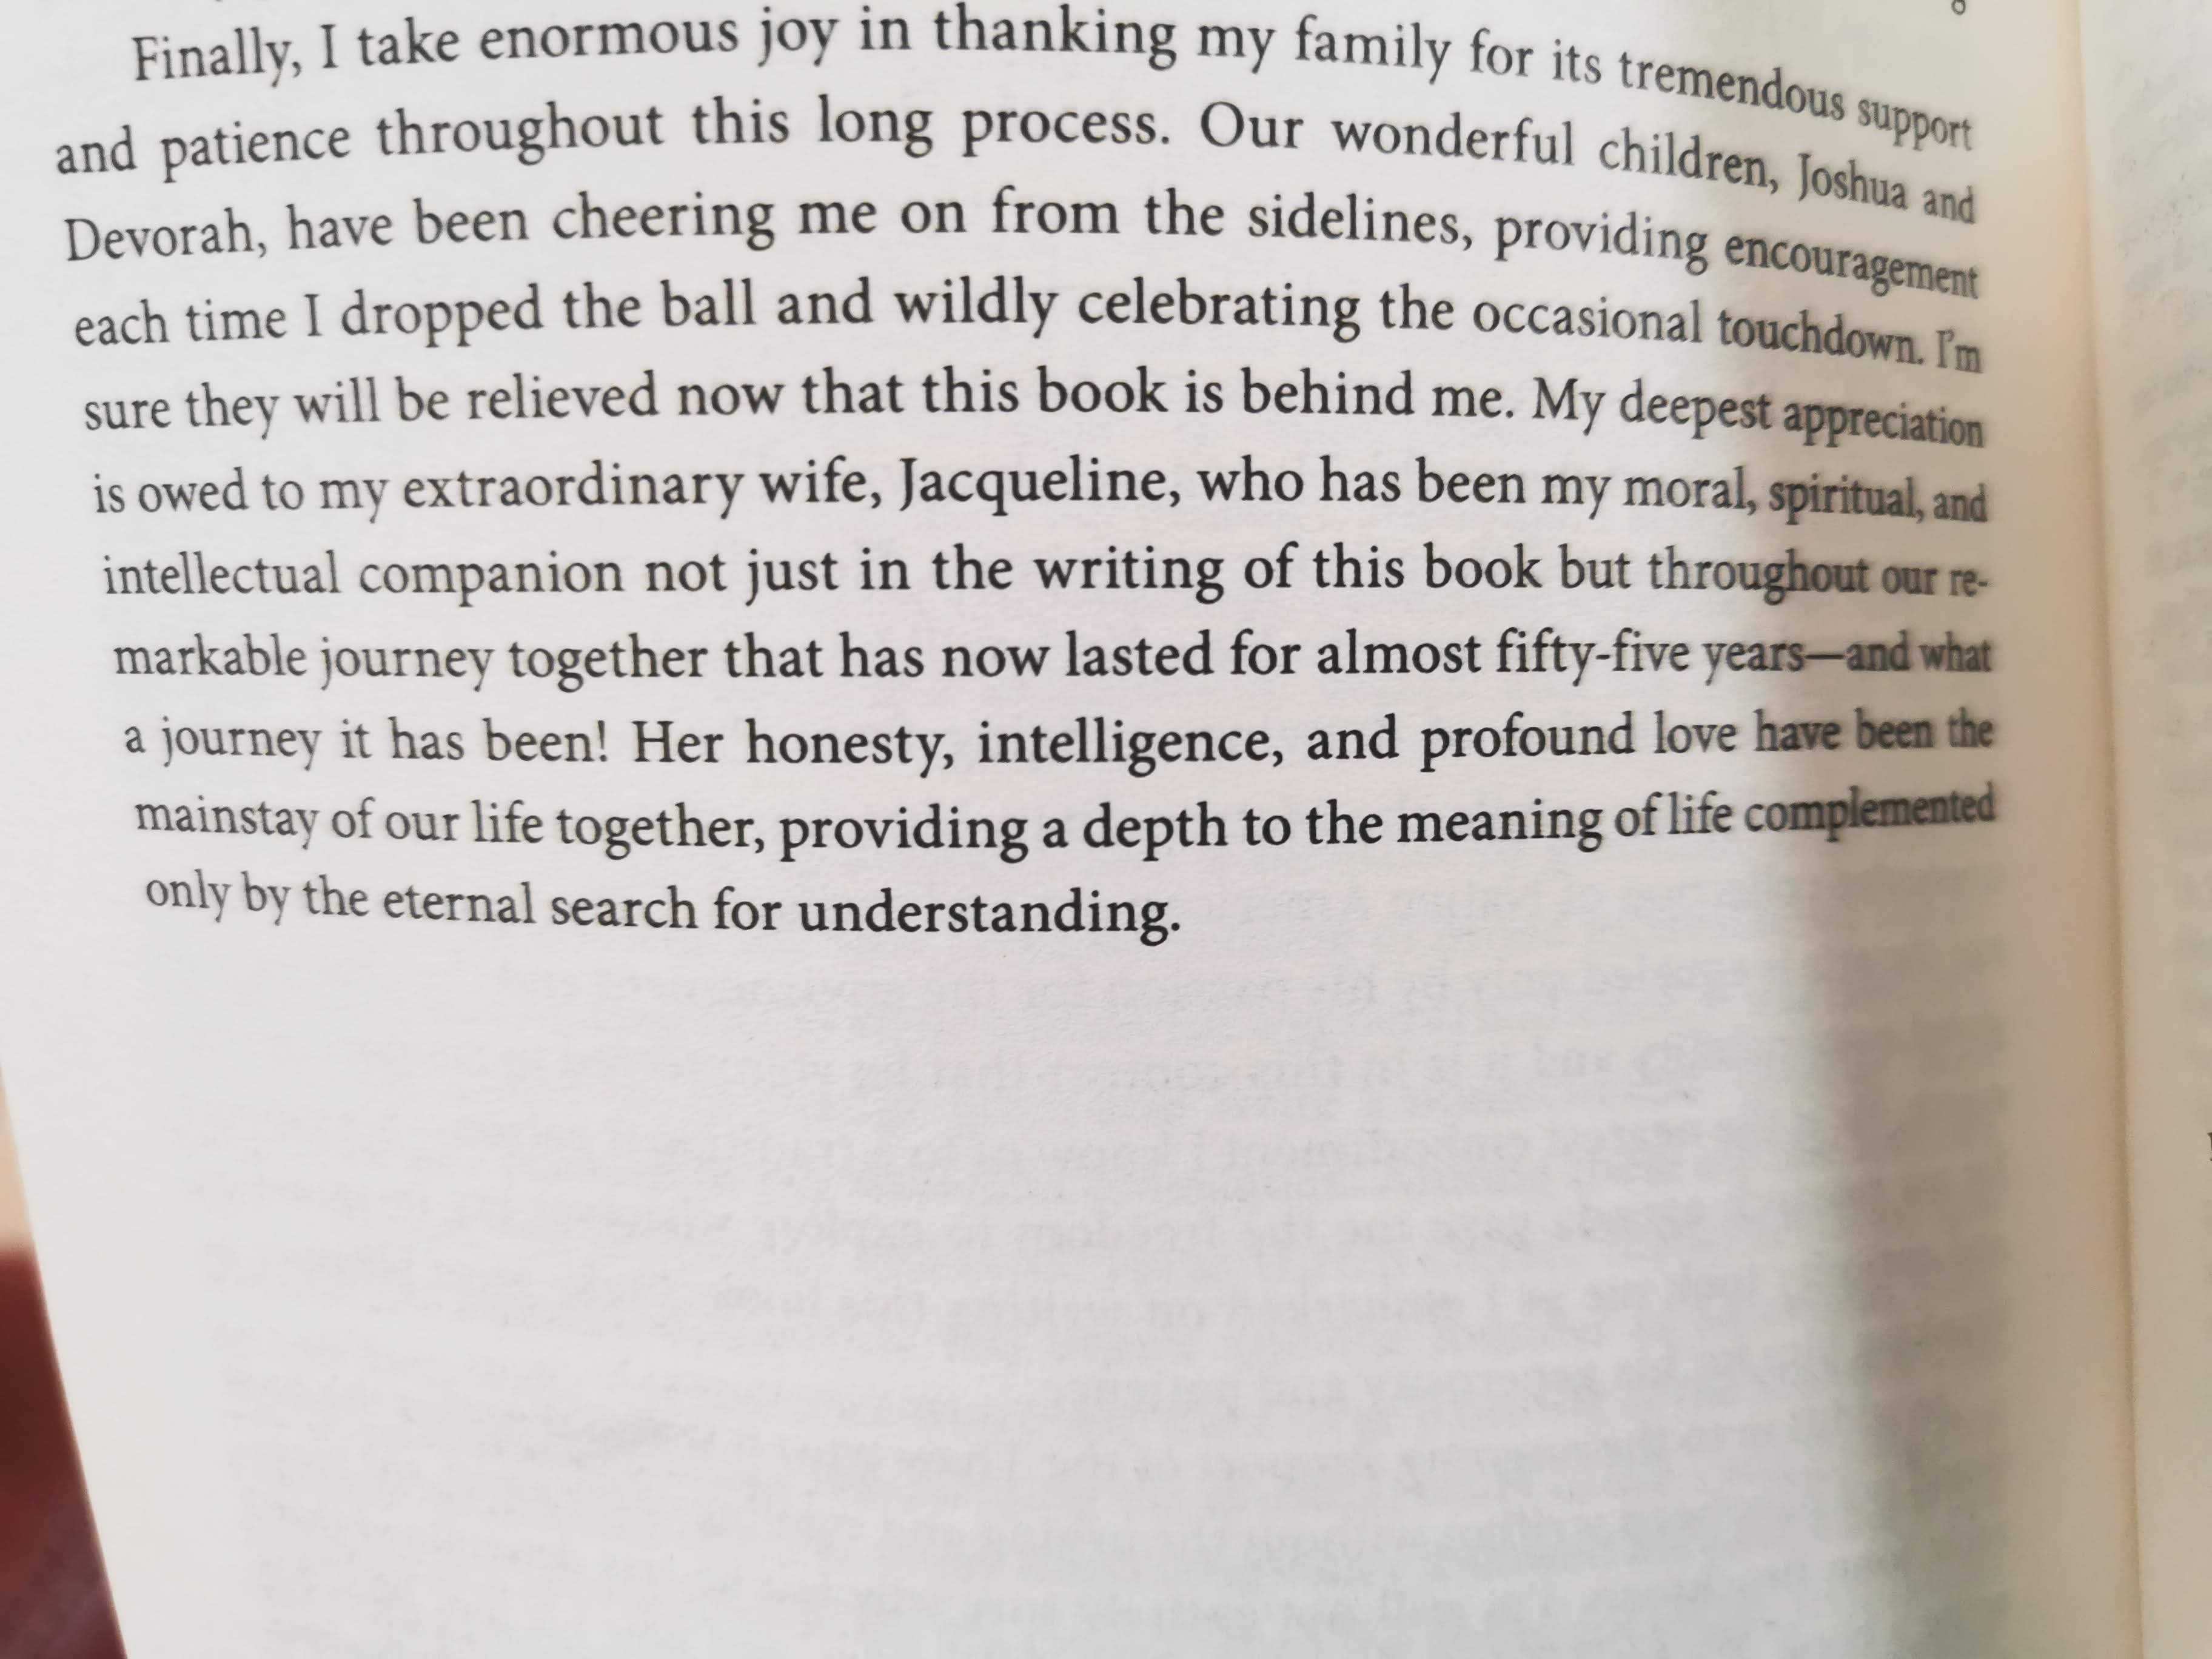 Finally, I take enormous joy in thanking my family for its tremendous support
and patience throughout this long process. Our wonderful children, Joshua and
Devorah, have been cheering me on from the sidelines, providing encouragement
each time I dropped the ball and wildly celebrating the occasional touchdown. I'm
sure they will be relieved now that this book is behind me. My deepest appreciation
is owed to my extraordinary wife, Jacqueline, who has been my moral, spiritual, and
intellectual companion not just in the writing of this book but throughout our re-
markable journey together that has now lasted for almost fifty-five years—and what
a journey it has been! Her honesty, intelligence, and profound love have been the
mainstay of our life together, providing a depth to the meaning of life complemented
only by the eternal search for understanding.